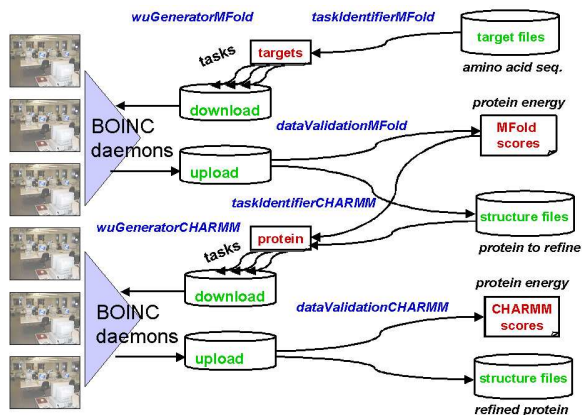 wuGeneratorMFold
taskIdentifierMFold
tasks
targets
target files
amino acid seq.
download
BOINC
daemons
dataValidationMFold
protein energy
MFold
scores
upload
taskIdentifierCHARMM
structure files
wuGeneratorCHARMM
tasks
protein
protein to refine
download
protein energy
BOINC
daemons
dataValidationCHARMM
CHARMM
scores
upload
structure files
refined protein